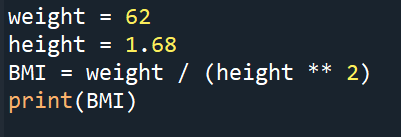 weight = 62
height = 1.68
BMI = weight / (height ** 2)
print(BMI)